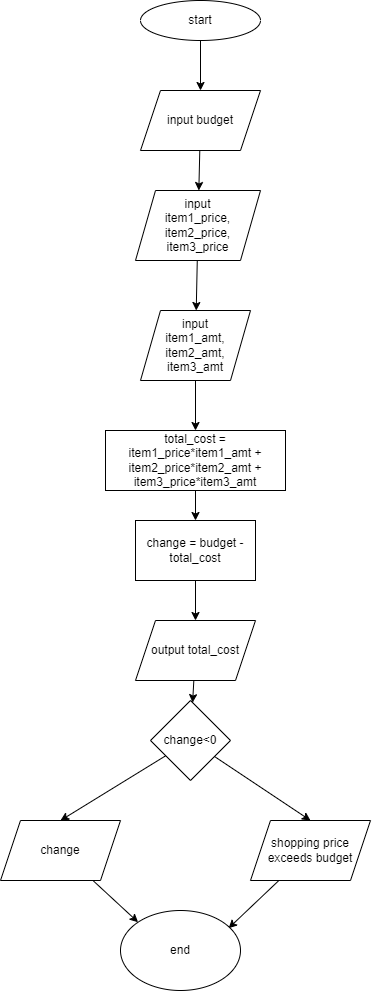 start
input budget
input
item1_price,
item2_price,
item3_price
input
item1_amt,
item2_amt,
item3_amt
total_cost =
item1_price*item1_amt +
item2_price*item2_amt +
item3_price*item3_amt
change = budget -
total_cost
output total_cost
change<0
change
shopping price
exceeds budget
end